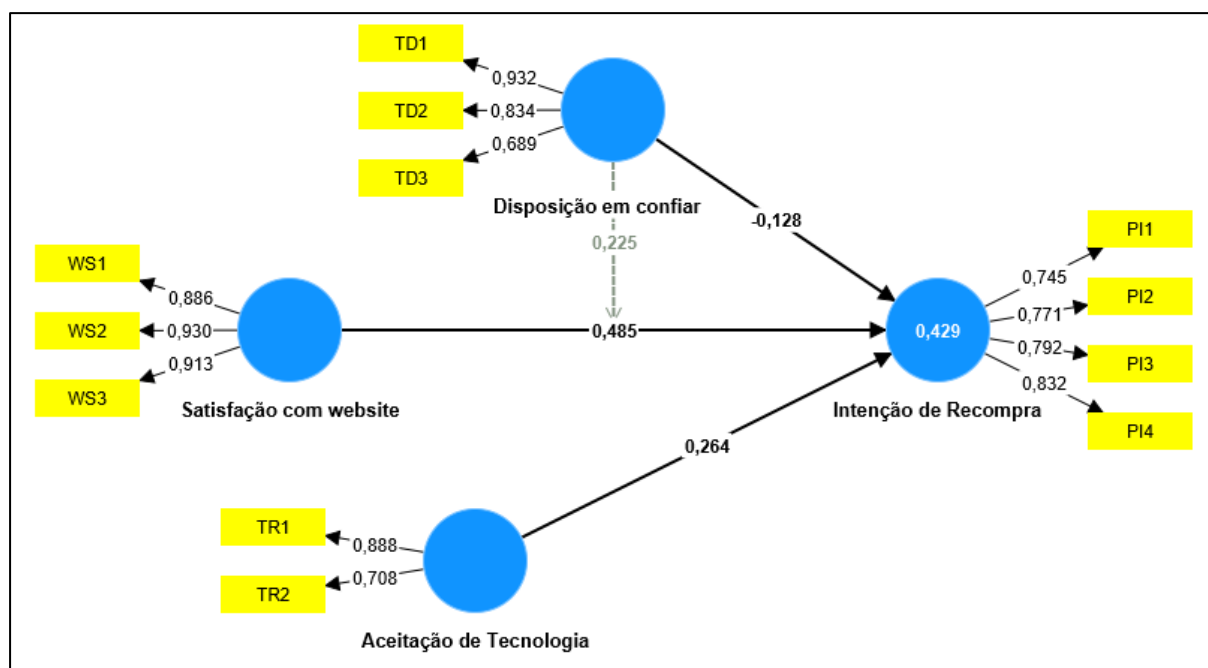 TD1
0,932
TD2
0,834
TD3
0,689
Disposição em confiar
0,225
-0,128
WS1
0,886
WS2
0,930
WS3
0,913
Satisfação com website
0,485
0,429
Intenção de Recompra
PI1
0,745
PI2
0,771
PI3
0,792
PI4
0,832
0,264
TR1
0,888
TR2
0,708
Aceitação de Tecnologia